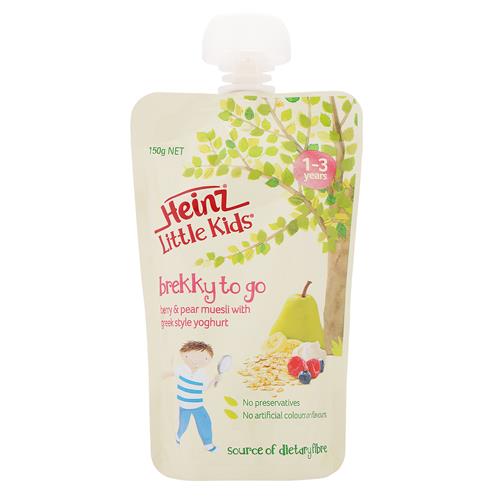 150g NET
1-3
years
Heinz
Little Kids®
brekky to go
berry & pear muesli with
greek style yoghurt
No preservatives
No artificial colours or flavours
source of dietary fibre